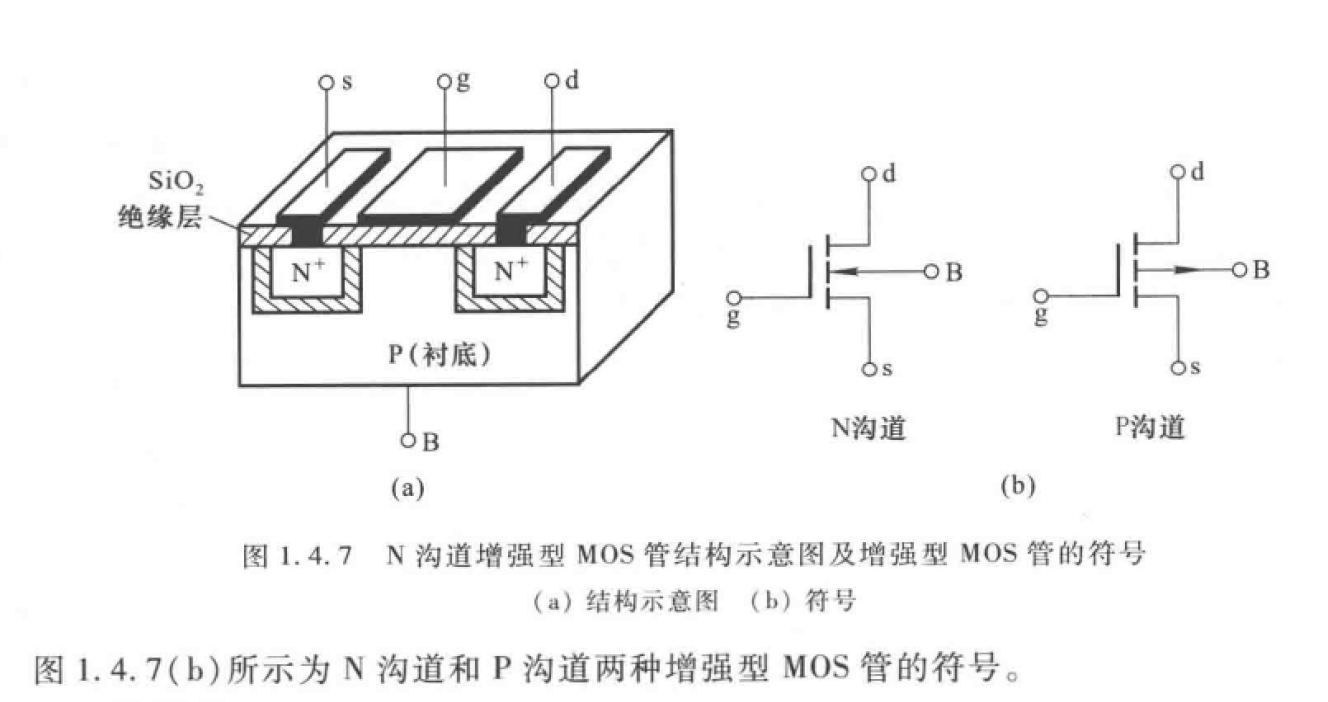 s g d
SiO₂
绝缘层
N⁺ N⁺
P(衬底)
B
(a)
d
B
g
s
N沟道
d
B
g
s
P沟道
(b)
图 1.4.7 N 沟道增强型 MOS 管结构示意图及增强型 MOS 管的符号
(a) 结构示意图 (b) 符号
图 1.4.7(b)所示为 N 沟道和 P 沟道两种增强型 MOS 管的符号。